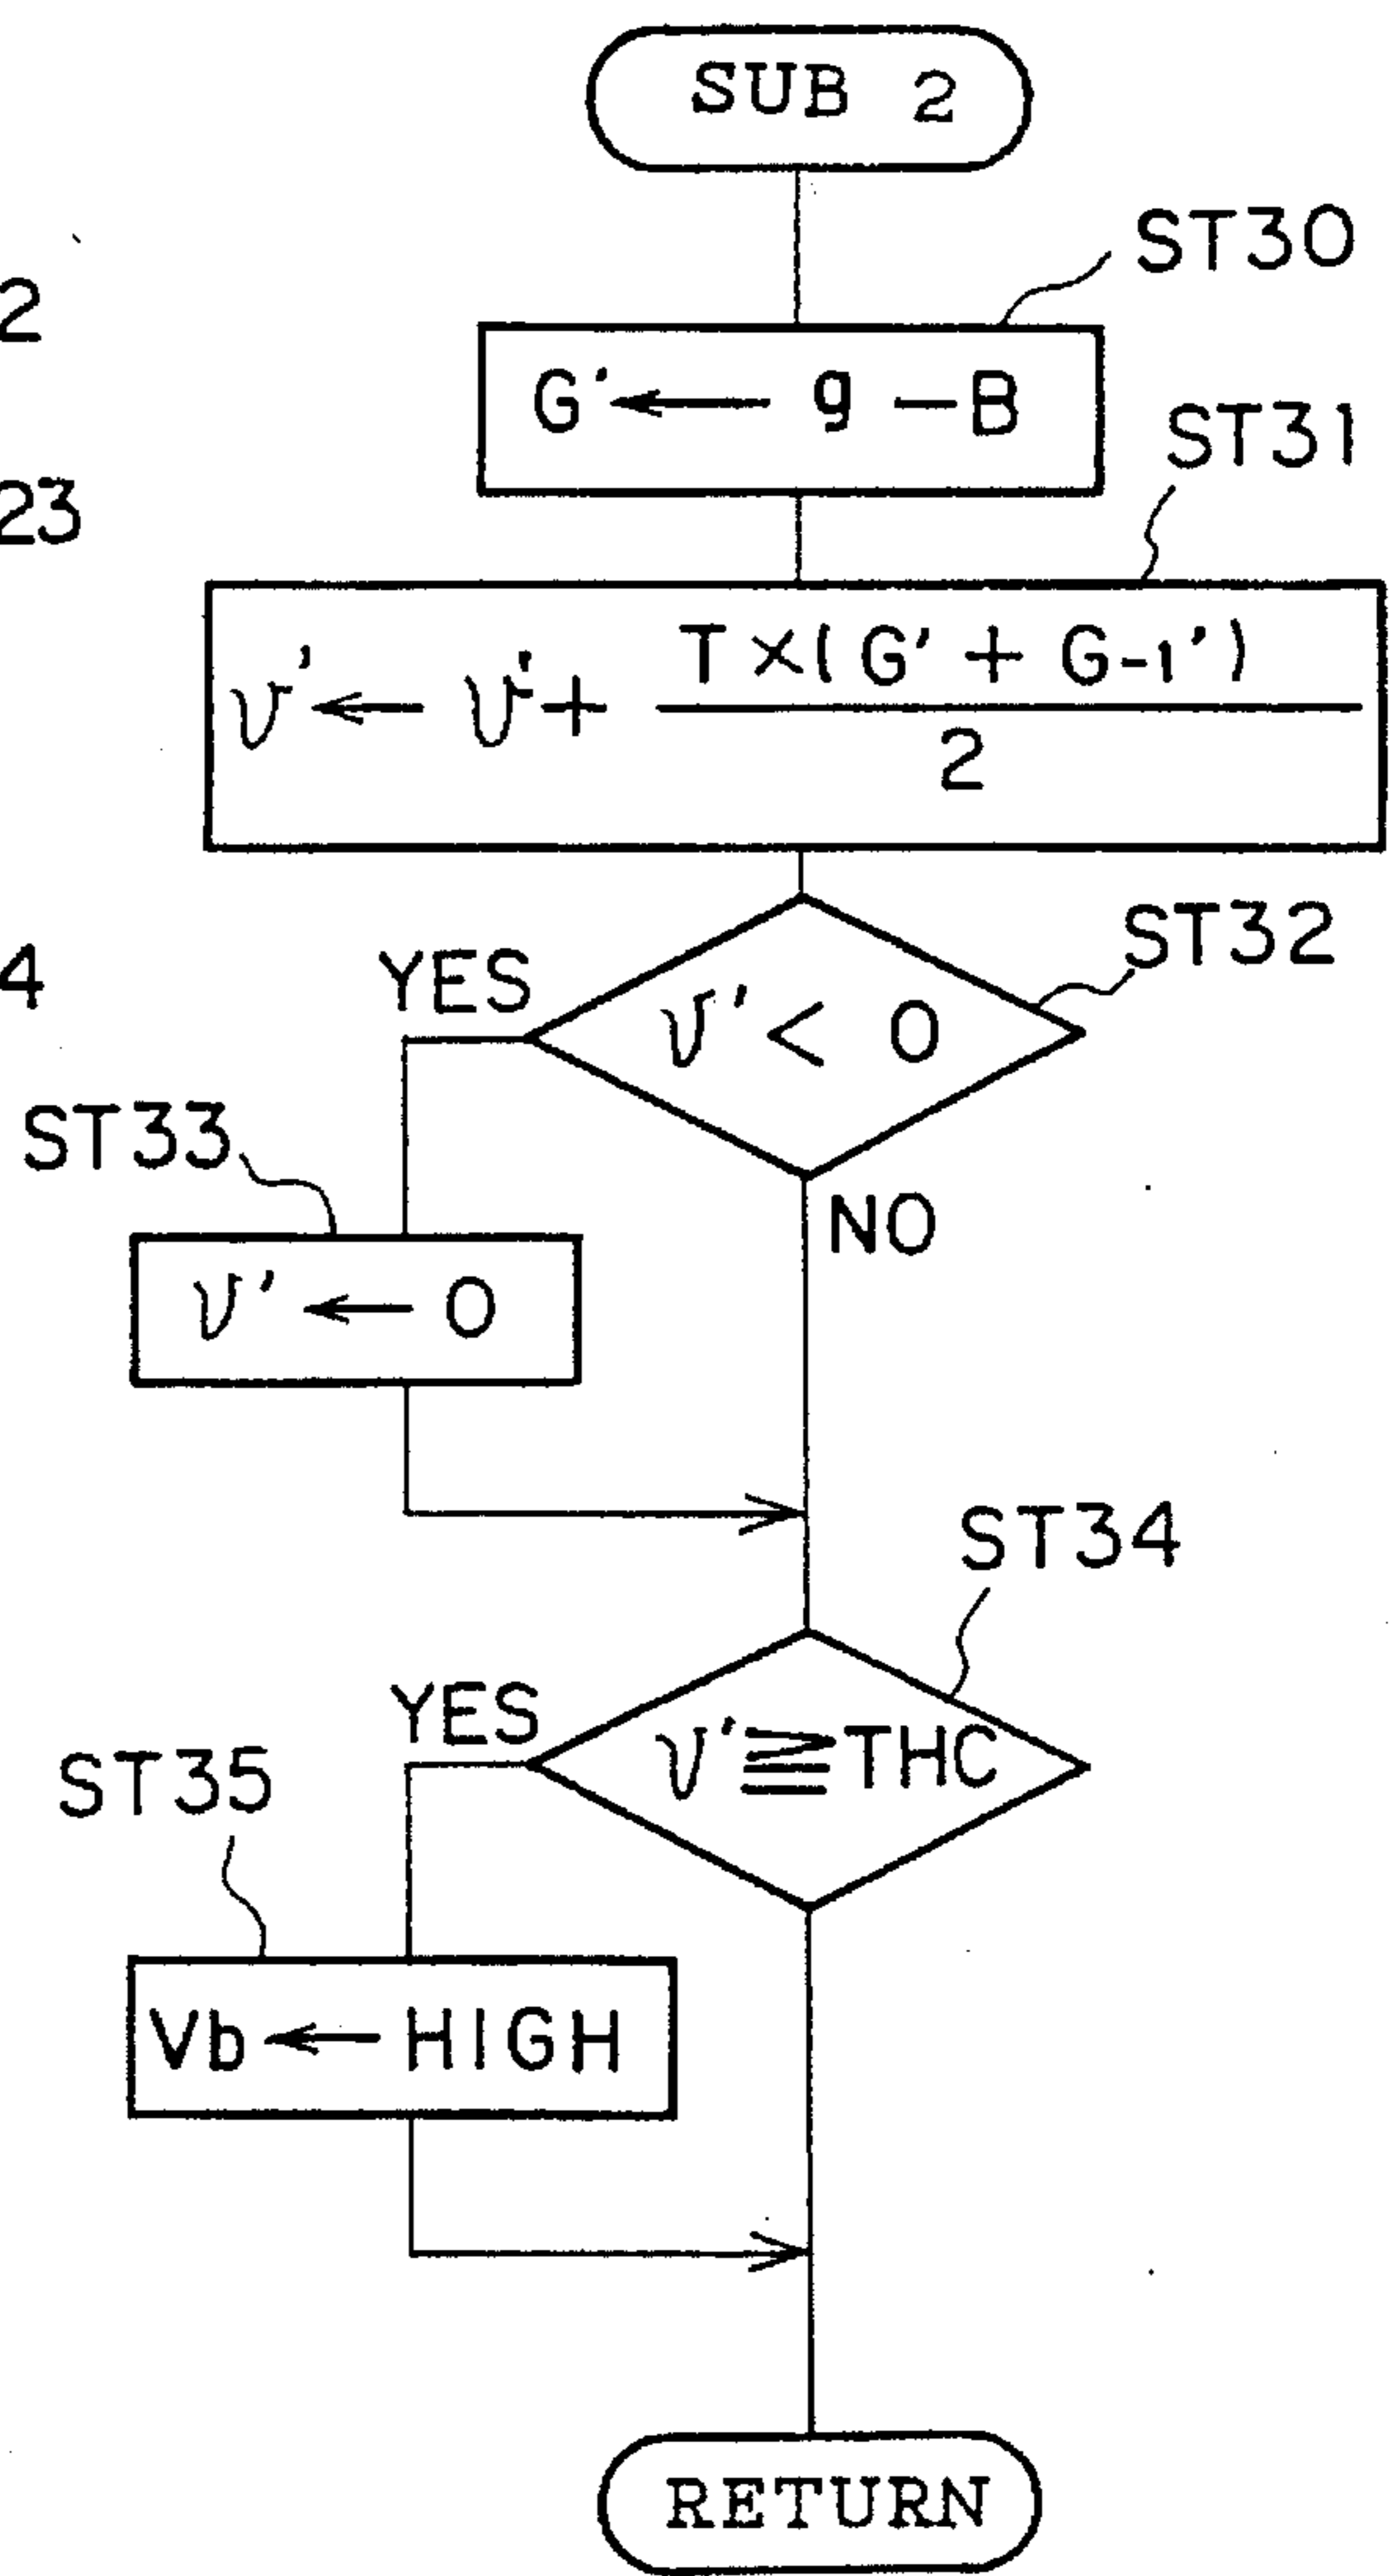 SUB 2
ST30
2
G' ← g − B
ST31
23
v' ← v' + T×(G' + G-1') / 2
ST32
4
YES
v' < 0
ST33
NO
v' ← 0
ST34
YES
v' ≧ THC
ST35
Vb ← HIGH
RETURN